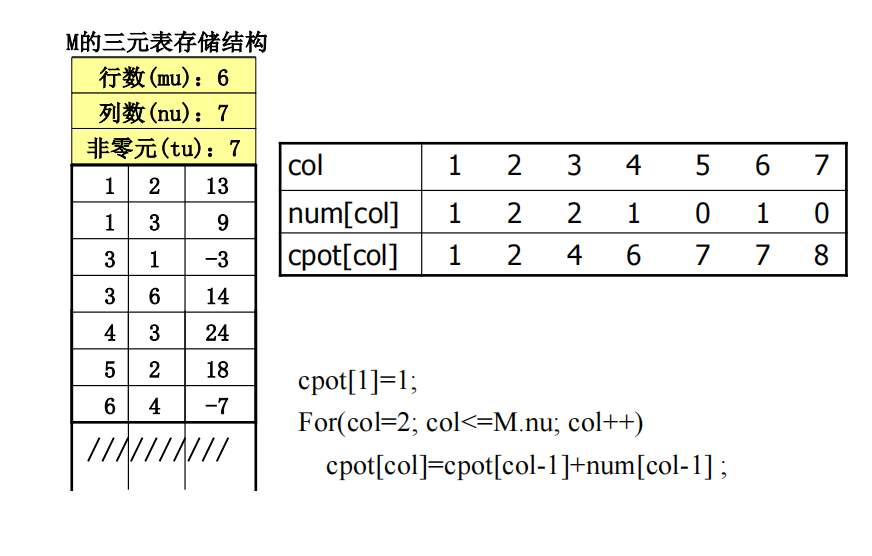 M的三元表存储结构
行数(mu): 6
列数(nu): 7
非零元(tu): 7
1 2 13
1 3 9
3 1 -3
3 6 14
4 3 24
5 2 18
6 4 -7
//////////
col 1 2 3 4 5 6 7
num[col] 1 2 2 1 0 1 0
cpot[col] 1 2 4 6 7 7 8
cpot[1]=1;
For(col=2; col<=M.nu; col++)
cpot[col]=cpot[col-1]+num[col-1] ;